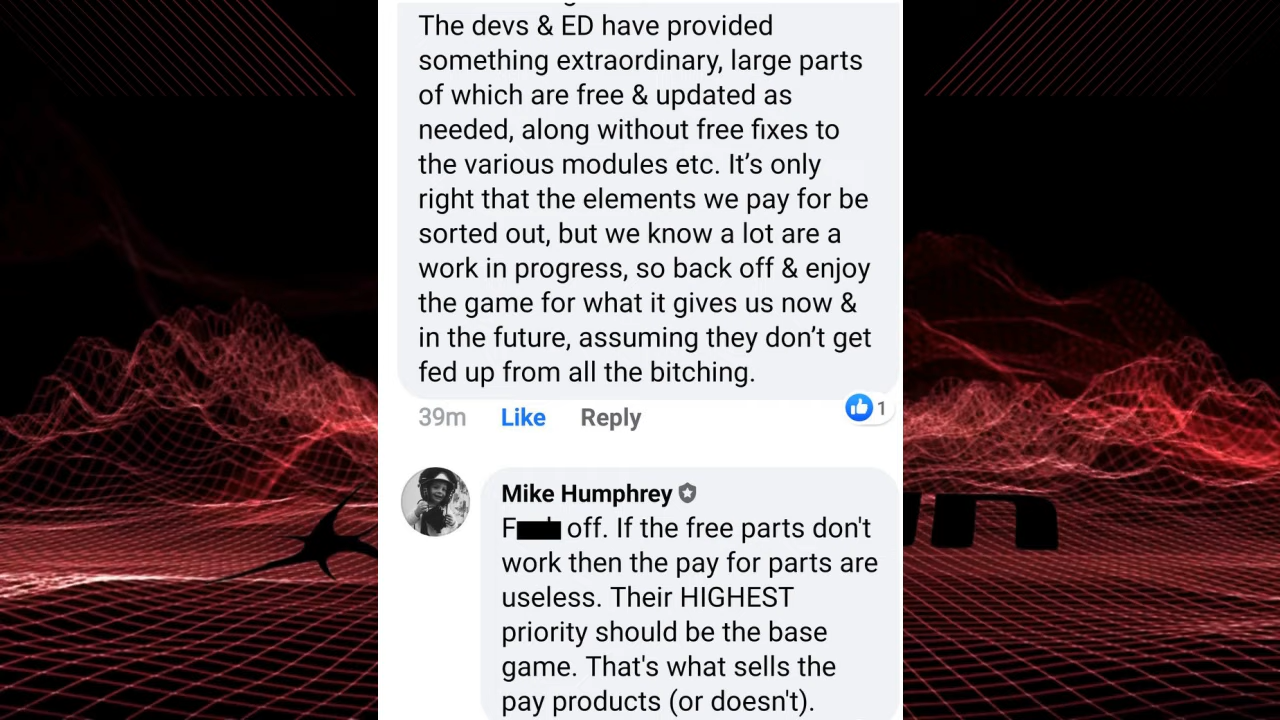 The devs & ED have provided
something extraordinary, large parts
of which are free & updated as
needed, along without free fixes to
the various modules etc. It’s only
right that the elements we pay for be
sorted out, but we know a lot are a
work in progress, so back off & enjoy
the game for what it gives us now &
in the future, assuming they don’t get
fed up from all the bitching.
39m Like Reply 1
Mike Humphrey
F off. If the free parts don't
work then the pay for parts are
useless. Their HIGHEST
priority should be the base
game. That's what sells the
pay products (or doesn't).